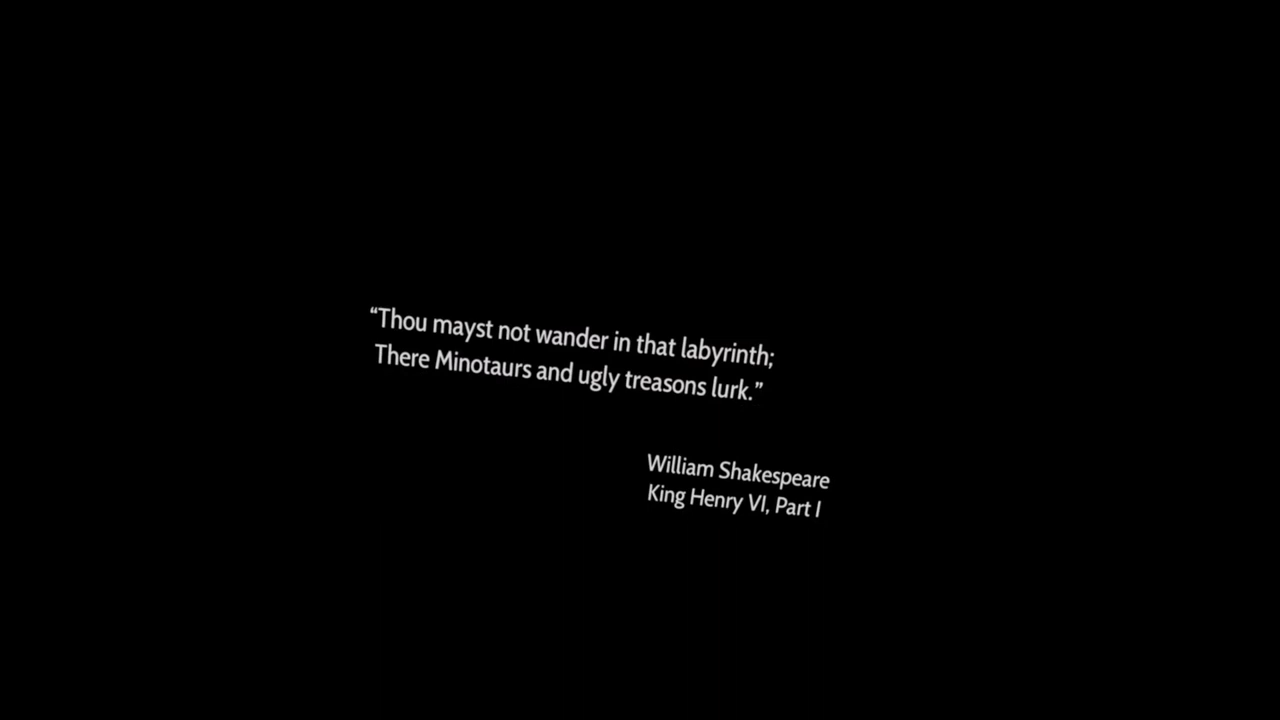 “Thou mayst not wander in that labyrinth;
There Minotaurs and ugly treasons lurk.”
William Shakespeare
King Henry VI, Part I